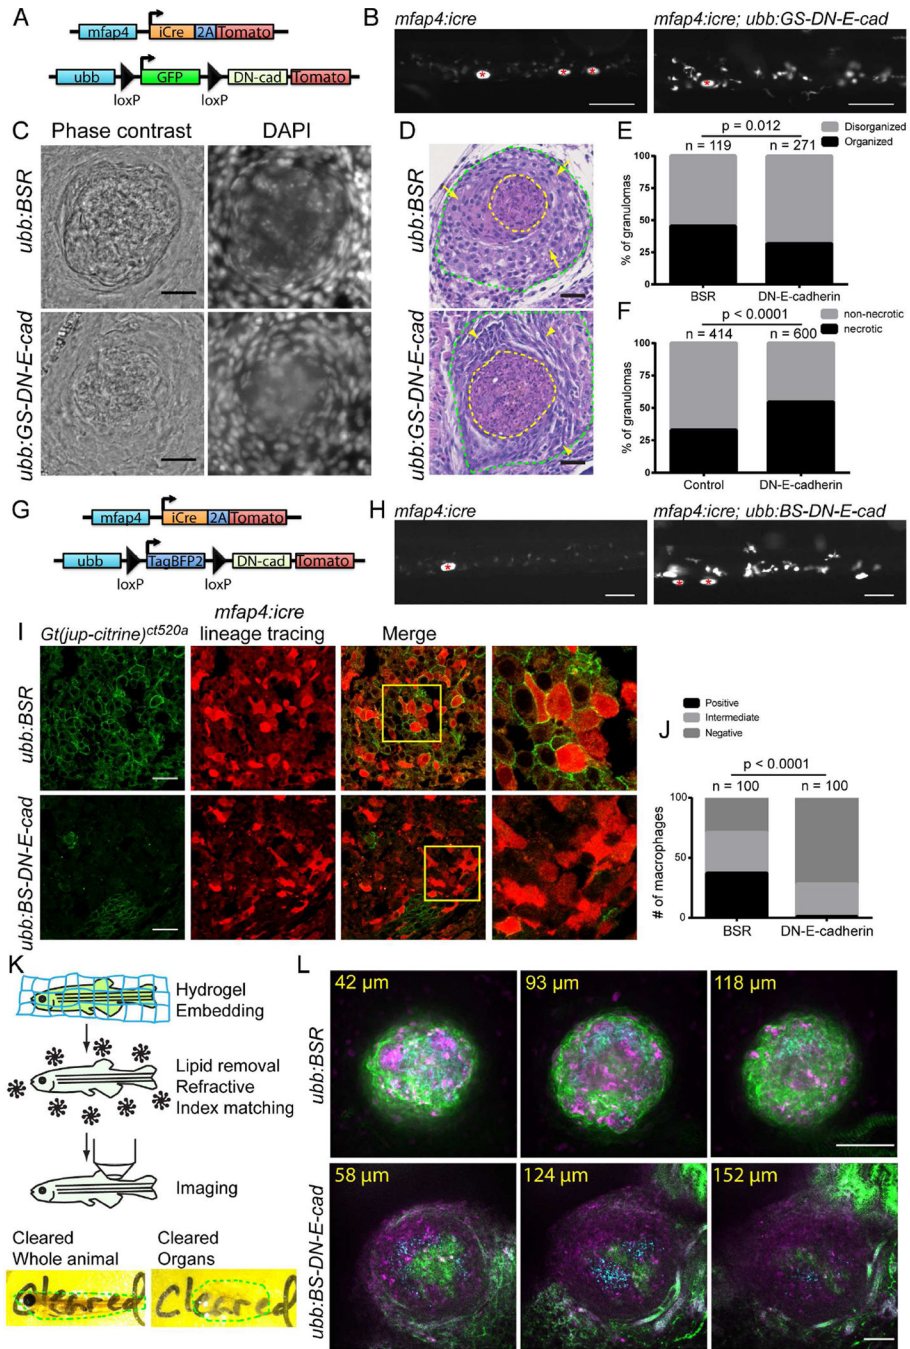 A
mfap4 iCre 2A Tomato
ubb GFP DN-cad Tomato
loxP loxP
B
mfap4:icre
mfap4:icre; ubb:GS-DN-E-cad
* * * *
C
Phase contrast DAPI
ubb:BSR
ubb:GS-DN-E-cad
D
ubb:BSR
ubb:GS-DN-E-cad
E
Disorganized
Organized
p = 0.012
n = 119 n = 271
% of granulomas
100
75
50
25
0
BSR DN-E-cadherin
F
non-necrotic
necrotic
p < 0.0001
n = 414 n = 600
% of granulomas
100
75
50
25
0
Control DN-E-cadherin
G
mfap4 iCre 2A Tomato
ubb TagBFP2 DN-cad Tomato
loxP loxP
H
mfap4:icre
mfap4:icre; ubb:BS-DN-E-cad
* * *
I
Gt(jup-citrine)ct520a
mfap4:icre
lineage tracing
Merge
ubb:BSR
ubb:BS-DN-E-cad
J
Positive
Intermediate
Negative
p < 0.0001
n = 100 n = 100
# of macrophages
100
50
0
BSR DN-E-cadherin
K
Hydrogel
Embedding
Lipid removal
Refractive
Index matching
Imaging
Cleared
Whole animal
Cleared
Organs
Cleared
Cleared
L
ubb:BSR
42 µm 93 µm 118 µm
ubb:BS-DN-E-cad
58 µm 124 µm 152 µm